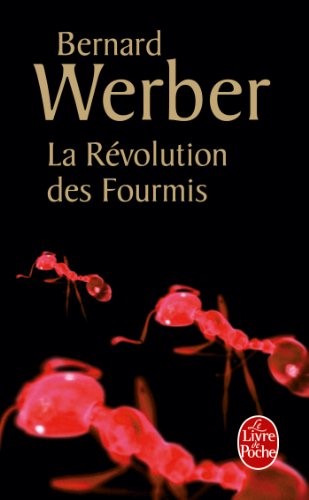 Bernard
Werber
La Révolution
des Fourmis
Le
Livre
de
Poche